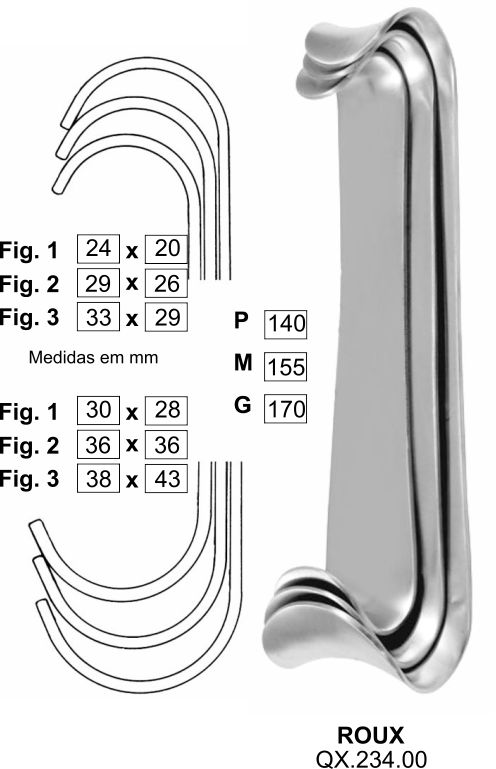 Fig. 1 24 x 20
Fig. 2 29 x 26
Fig. 3 33 x 29
Medidas em mm
P 140
M 155
G 170
Fig. 1 30 x 28
Fig. 2 36 x 36
Fig. 3 38 x 43
ROUX
QX.234.00